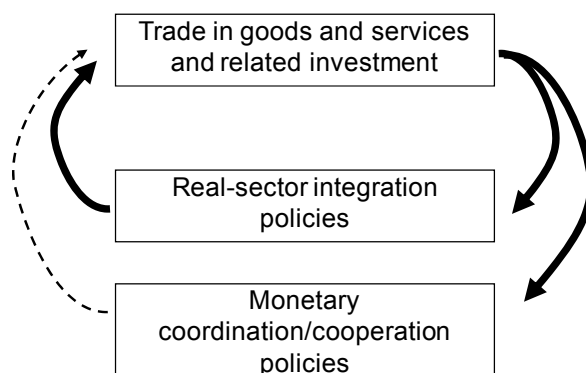 Trade in goods and services
and related investment
Real-sector integration
policies
Monetary
coordination/cooperation
policies